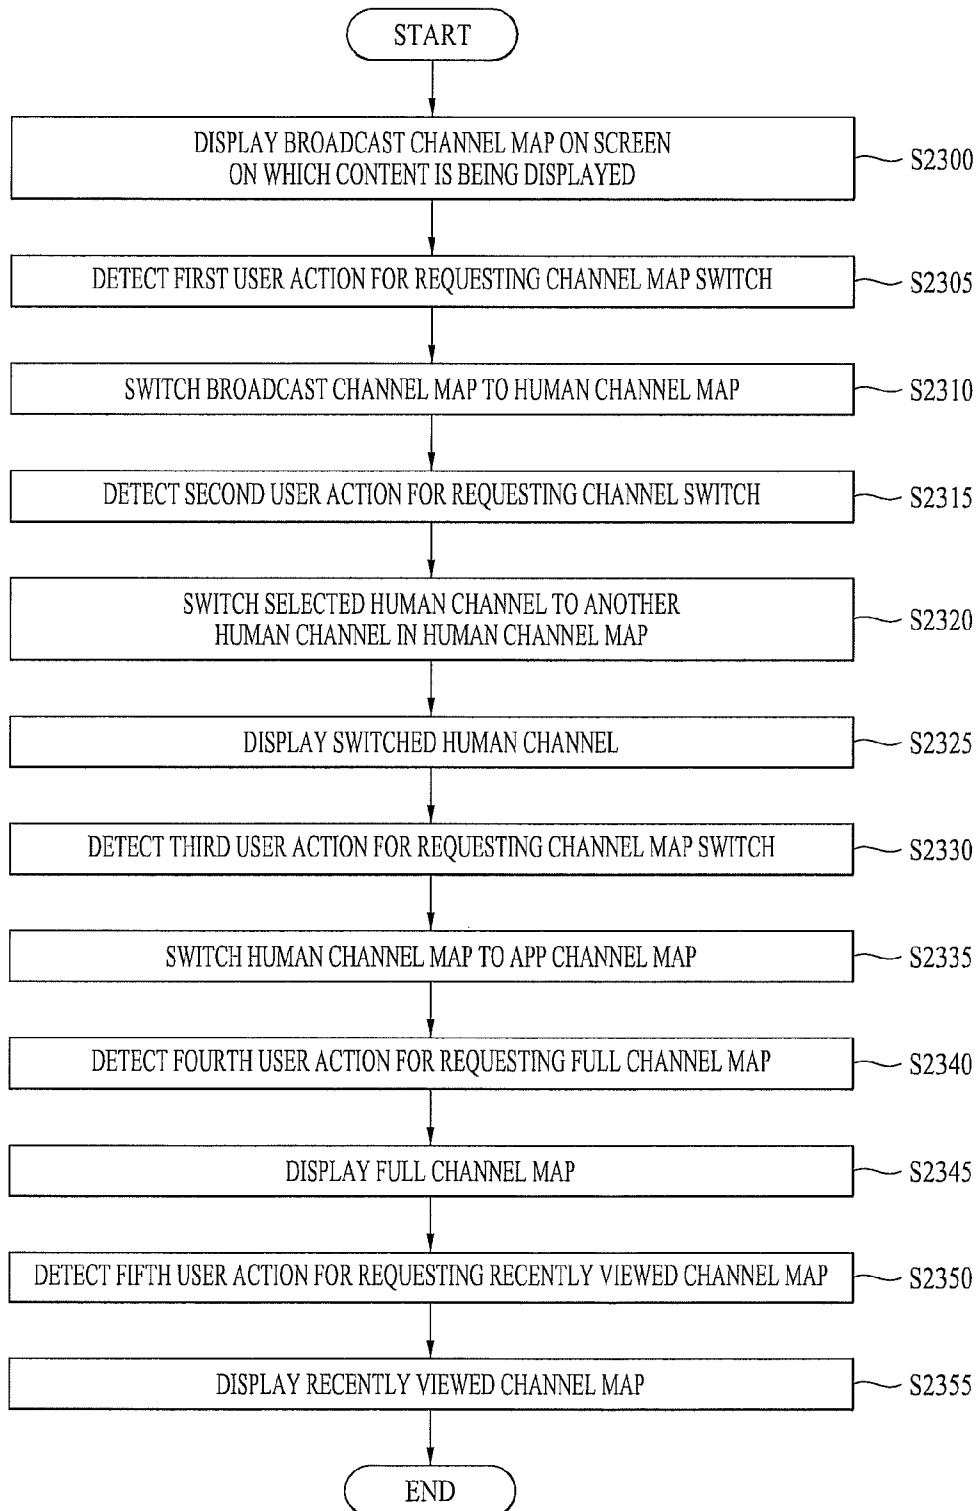 START
DISPLAY BROADCAST CHANNEL MAP ON SCREEN
ON WHICH CONTENT IS BEING DISPLAYED
S2300
DETECT FIRST USER ACTION FOR REQUESTING CHANNEL MAP SWITCH
S2305
SWITCH BROADCAST CHANNEL MAP TO HUMAN CHANNEL MAP
S2310
DETECT SECOND USER ACTION FOR REQUESTING CHANNEL SWITCH
S2315
SWITCH SELECTED HUMAN CHANNEL TO ANOTHER
HUMAN CHANNEL IN HUMAN CHANNEL MAP
S2320
DISPLAY SWITCHED HUMAN CHANNEL
S2325
DETECT THIRD USER ACTION FOR REQUESTING CHANNEL MAP SWITCH
S2330
SWITCH HUMAN CHANNEL MAP TO APP CHANNEL MAP
S2335
DETECT FOURTH USER ACTION FOR REQUESTING FULL CHANNEL MAP
S2340
DISPLAY FULL CHANNEL MAP
S2345
DETECT FIFTH USER ACTION FOR REQUESTING RECENTLY VIEWED CHANNEL MAP
S2350
DISPLAY RECENTLY VIEWED CHANNEL MAP
S2355
END